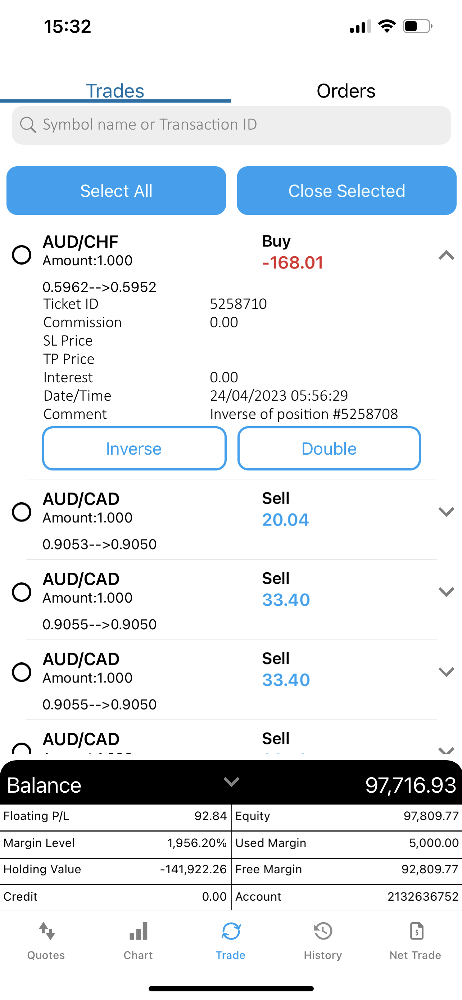 15:32
Trades Orders
Symbol name or Transaction ID
Select All Close Selected
AUD/CHF Buy
Amount:1.000 -168.01
0.5962-->0.5952
Ticket ID 5258710
Commission 0.00
SL Price
TP Price
Interest 0.00
Date/Time 24/04/2023 05:56:29
Comment Inverse of position #5258708
Inverse Double
AUD/CAD Sell
Amount:1.000 20.04
0.9053-->0.9050
AUD/CAD Sell
Amount:1.000 33.40
0.9055-->0.9050
AUD/CAD Sell
Amount:1.000 33.40
0.9055-->0.9050
AUD/CAD Sell
Balance 97,716.93
Floating P/L 92.84 Equity 97,809.77
Margin Level 1,956.20% Used Margin 5,000.00
Holding Value -141,922.26 Free Margin 92,809.77
Credit 0.00 Account 2132636752
Quotes Chart Trade History Net Trade